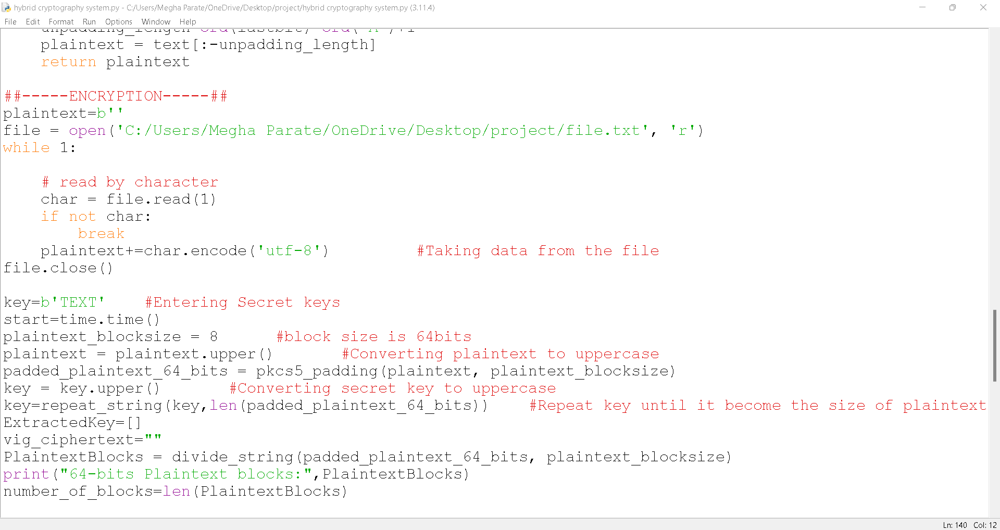 hybrid cryptography system.py - C:/Users/Megha Parate/OneDrive/Desktop/project/hybrid cryptography system.py (3.11.4)
File Edit Format Run Options Window Help
    plaintext = text[:-unpadding_length]
    return plaintext
##-----ENCRYPTION-----##
plaintext=b''
file = open('C:/Users/Megha Parate/OneDrive/Desktop/project/file.txt', 'r')
while 1:
    # read by character
    char = file.read(1)
    if not char:
        break
    plaintext+=char.encode('utf-8')         #Taking data from the file
file.close()
key=b'TEXT'    #Entering Secret keys
start=time.time()
plaintext_blocksize = 8      #block size is 64bits
plaintext = plaintext.upper()       #Converting plaintext to uppercase
padded_plaintext_64_bits = pkcs5_padding(plaintext, plaintext_blocksize)
key = key.upper()       #Converting secret key to uppercase
key=repeat_string(key,len(padded_plaintext_64_bits))    #Repeat key until it become the size of plaintext
ExtractedKey=[]
vig_ciphertext=""
PlaintextBlocks = divide_string(padded_plaintext_64_bits, plaintext_blocksize)
print("64-bits Plaintext blocks:",PlaintextBlocks)
number_of_blocks=len(PlaintextBlocks)
Ln: 140 Col: 12